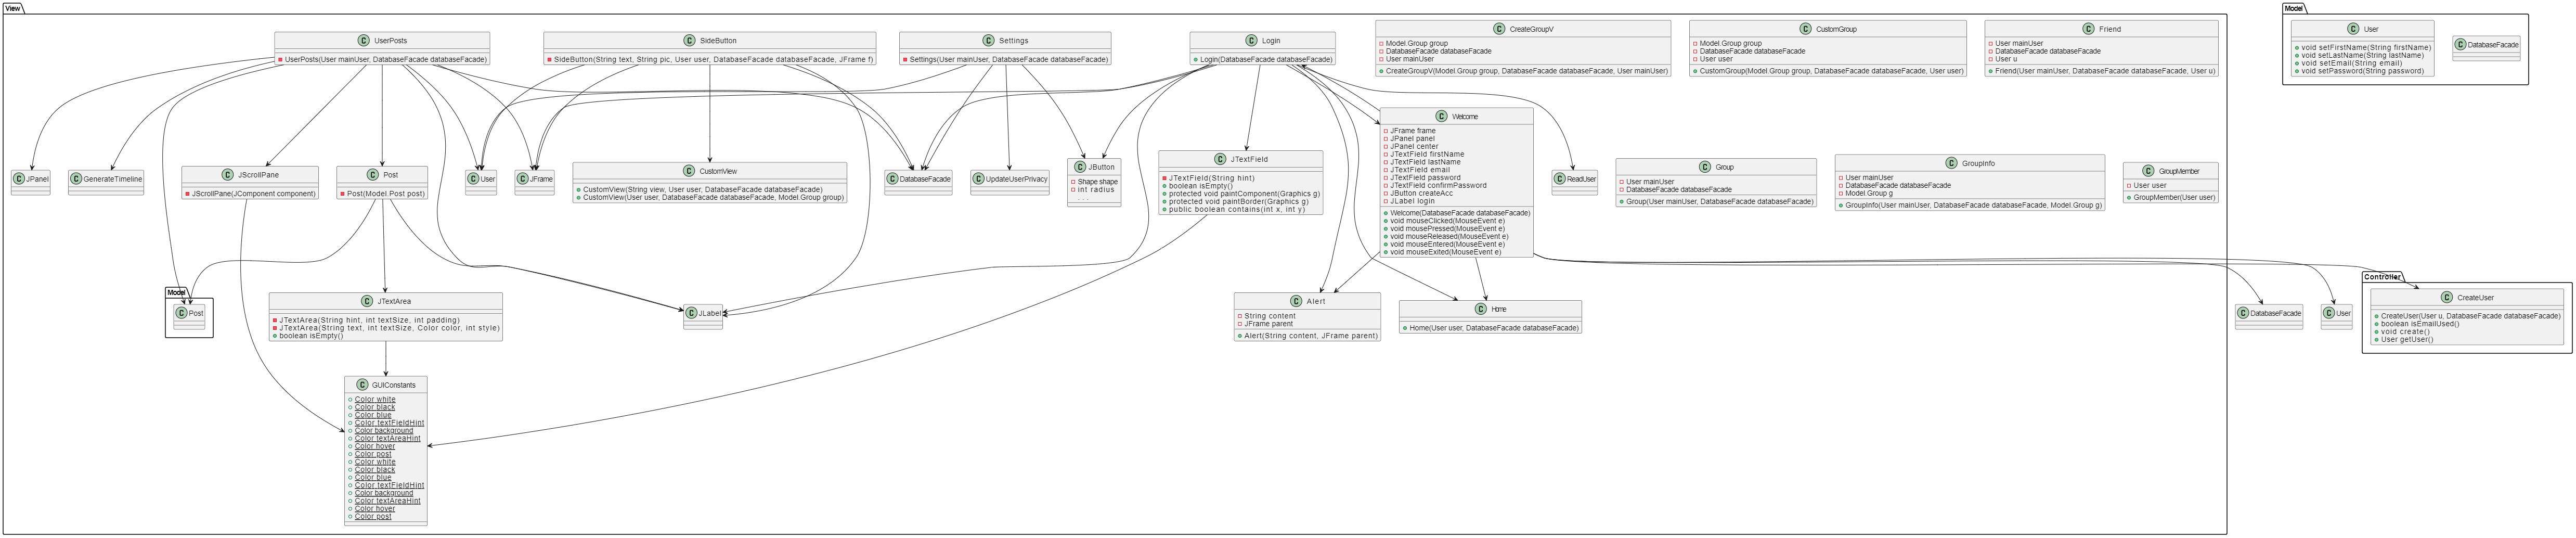 View
Model
C UserPosts
UserPosts(User mainUser, DatabaseFacade databaseFacade)
C SideButton
SideButton(String text, String pic, User user, DatabaseFacade databaseFacade, JFrame f)
C Settings
Settings(User mainUser, DatabaseFacade databaseFacade)
C Login
Login(DatabaseFacade databaseFacade)
C CreateGroupV
Model.Group group
DatabaseFacade databaseFacade
User mainUser
CreateGroupV(Model.Group group, DatabaseFacade databaseFacade, User mainUser)
C CustomGroup
Model.Group group
DatabaseFacade databaseFacade
User user
CustomGroup(Model.Group group, DatabaseFacade databaseFacade, User user)
C Friend
User mainUser
DatabaseFacade databaseFacade
User u
Friend(User mainUser, DatabaseFacade databaseFacade, User u)
C User
void setFirstName(String firstName)
void setLastName(String lastName)
void setEmail(String email)
void setPassword(String password)
C DatabaseFacade
C JPanel
C GenerateTimeline
C JScrollPane
JScrollPane(JComponent component)
C Post
Post(Model.Post post)
C User
C JFrame
C CustomView
CustomView(String view, User user, DatabaseFacade databaseFacade)
CustomView(User user, DatabaseFacade databaseFacade, Model.Group group)
C DatabaseFacade
C UpdateUserPrivacy
C JButton
Shape shape
int radius
. . .
C JTextField
JTextField(String hint)
boolean isEmpty()
protected void paintComponent(Graphics g)
protected void paintBorder(Graphics g)
public boolean contains(int x, int y)
C Welcome
JFrame frame
JPanel panel
JPanel center
JTextField firstName
JTextField lastName
JTextField email
JTextField password
JTextField confirmPassword
JButton createAcc
JLabel login
Welcome(DatabaseFacade databaseFacade)
void mouseClicked(MouseEvent e)
void mousePressed(MouseEvent e)
void mouseReleased(MouseEvent e)
void mouseEntered(MouseEvent e)
void mouseExited(MouseEvent e)
C ReadUser
C Group
User mainUser
DatabaseFacade databaseFacade
Group(User mainUser, DatabaseFacade databaseFacade)
C GroupInfo
User mainUser
DatabaseFacade databaseFacade
Model.Group g
GroupInfo(User mainUser, DatabaseFacade databaseFacade, Model.Group g)
C GroupMember
User user
GroupMember(User user)
Model
C Post
C JTextArea
JTextArea(String hint, int textSize, int padding)
JTextArea(String text, int textSize, Color color, int style)
boolean isEmpty()
C JLabel
C Alert
String content
JFrame parent
Alert(String content, JFrame parent)
C Home
Home(User user, DatabaseFacade databaseFacade)
C DatabaseFacade
C User
Controller
C CreateUser
CreateUser(User u, DatabaseFacade databaseFacade)
boolean isEmailUsed()
void create()
User getUser()
C GUIConstants
Color white
Color black
Color blue
Color textFieldHint
Color background
Color textAreaHint
Color hover
Color post
Color white
Color black
Color blue
Color textFieldHint
Color background
Color textAreaHint
Color hover
Color post